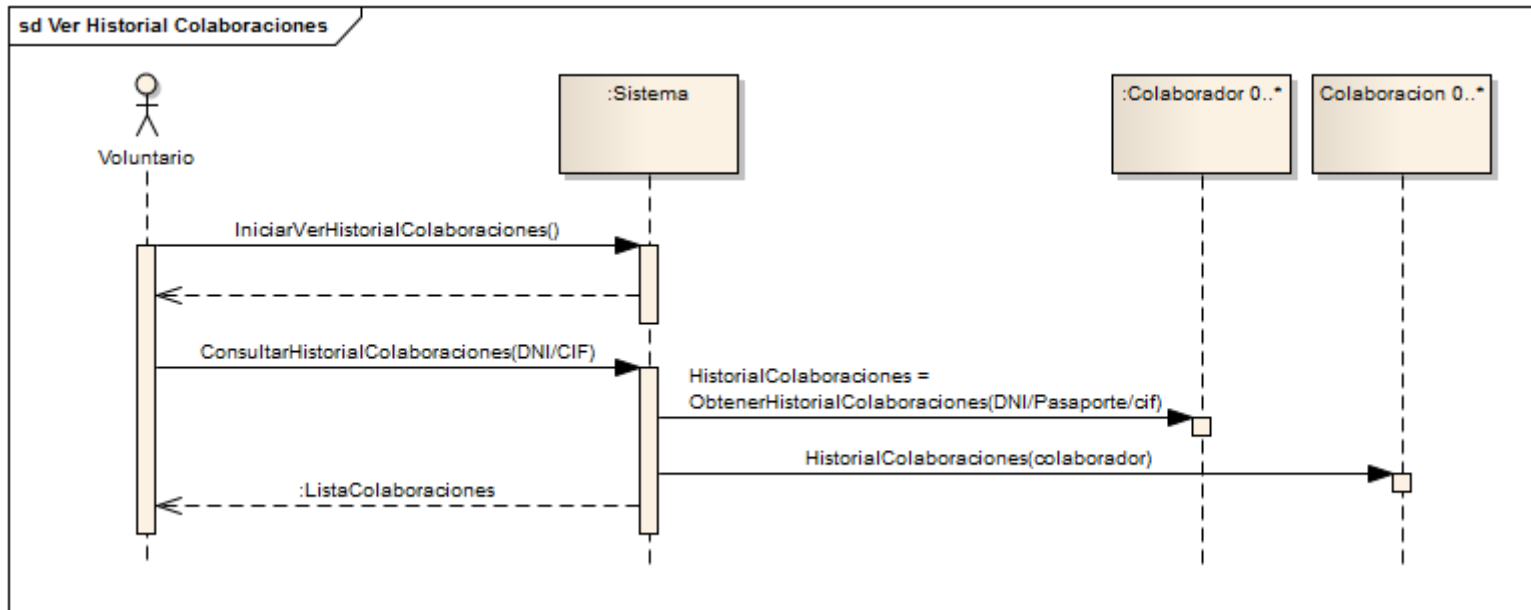 sd Ver Historial Colaboraciones
Voluntario
:Sistema
:Colaborador 0..*
Colaboracion 0..*
IniciarVerHistorialColaboraciones()
ConsultarHistorialColaboraciones(DNI/CIF)
HistorialColaboraciones =
ObtenerHistorialColaboraciones(DNI/Pasaporte/cif)
HistorialColaboraciones(colaborador)
:ListaColaboraciones